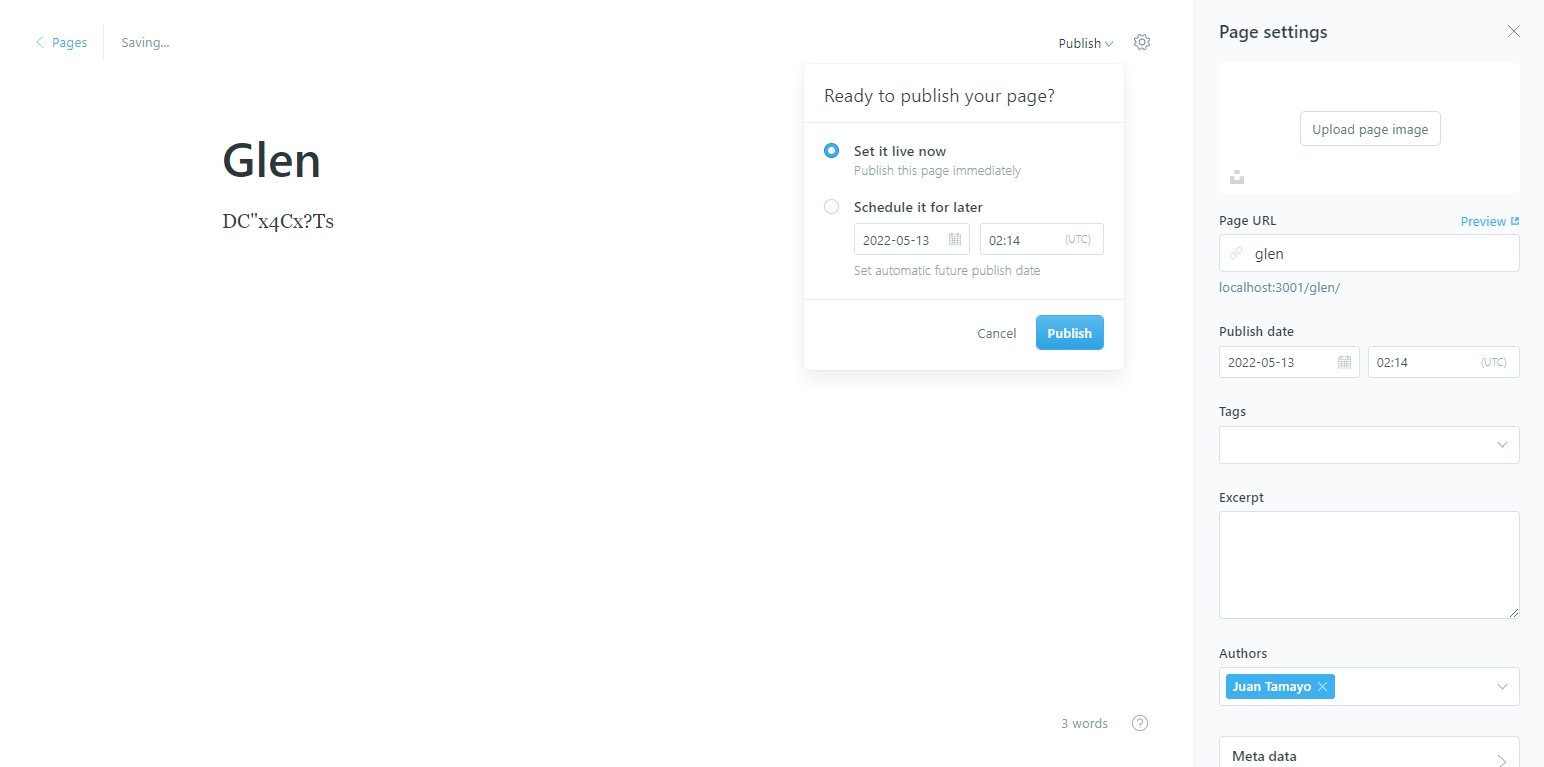 Pages
Saving...
Publish
Glen
DC"x4Cx?Ts
Ready to publish your page?
Set it live now
Publish this page immediately
Schedule it for later
2022-05-13
02:14 (UTC)
Set automatic future publish date
Cancel
Publish
3 words
?
Page settings
Upload page image
Page URL
Preview
glen
localhost:3001/glen/
Publish date
2022-05-13
02:14 (UTC)
Tags
Excerpt
Authors
Juan Tamayo
Meta data